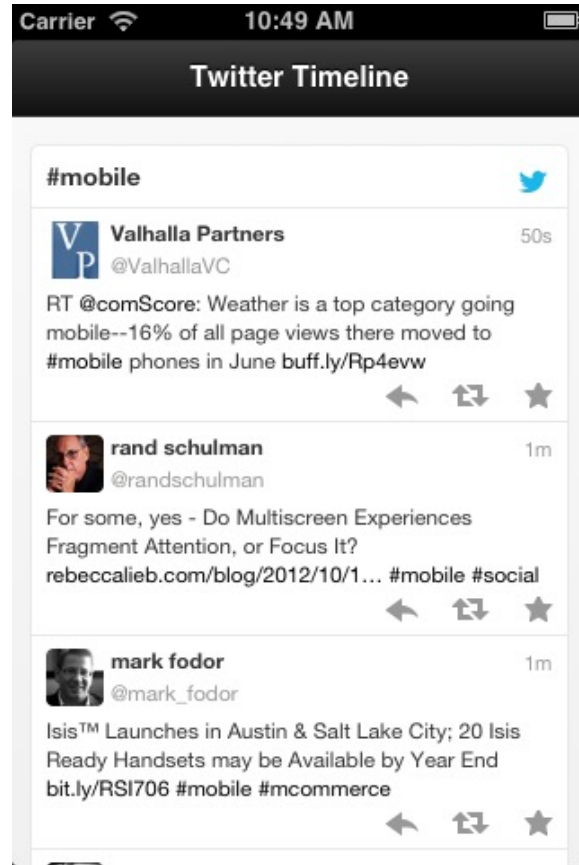 Carrier 10:49 AM
Twitter Timeline
#mobile
VP
Valhalla Partners 50s
@ValhallaVC
RT @comScore: Weather is a top category going
mobile--16% of all page views there moved to
#mobile phones in June buff.ly/Rp4evw
rand schulman 1m
@randschulman
For some, yes - Do Multiscreen Experiences
Fragment Attention, or Focus It?
rebeccalieb.com/blog/2012/10/1… #mobile #social
mark fodor 1m
@mark_fodor
Isis™ Launches in Austin & Salt Lake City; 20 Isis
Ready Handsets may be Available by Year End
bit.ly/RSI706 #mobile #mcommerce